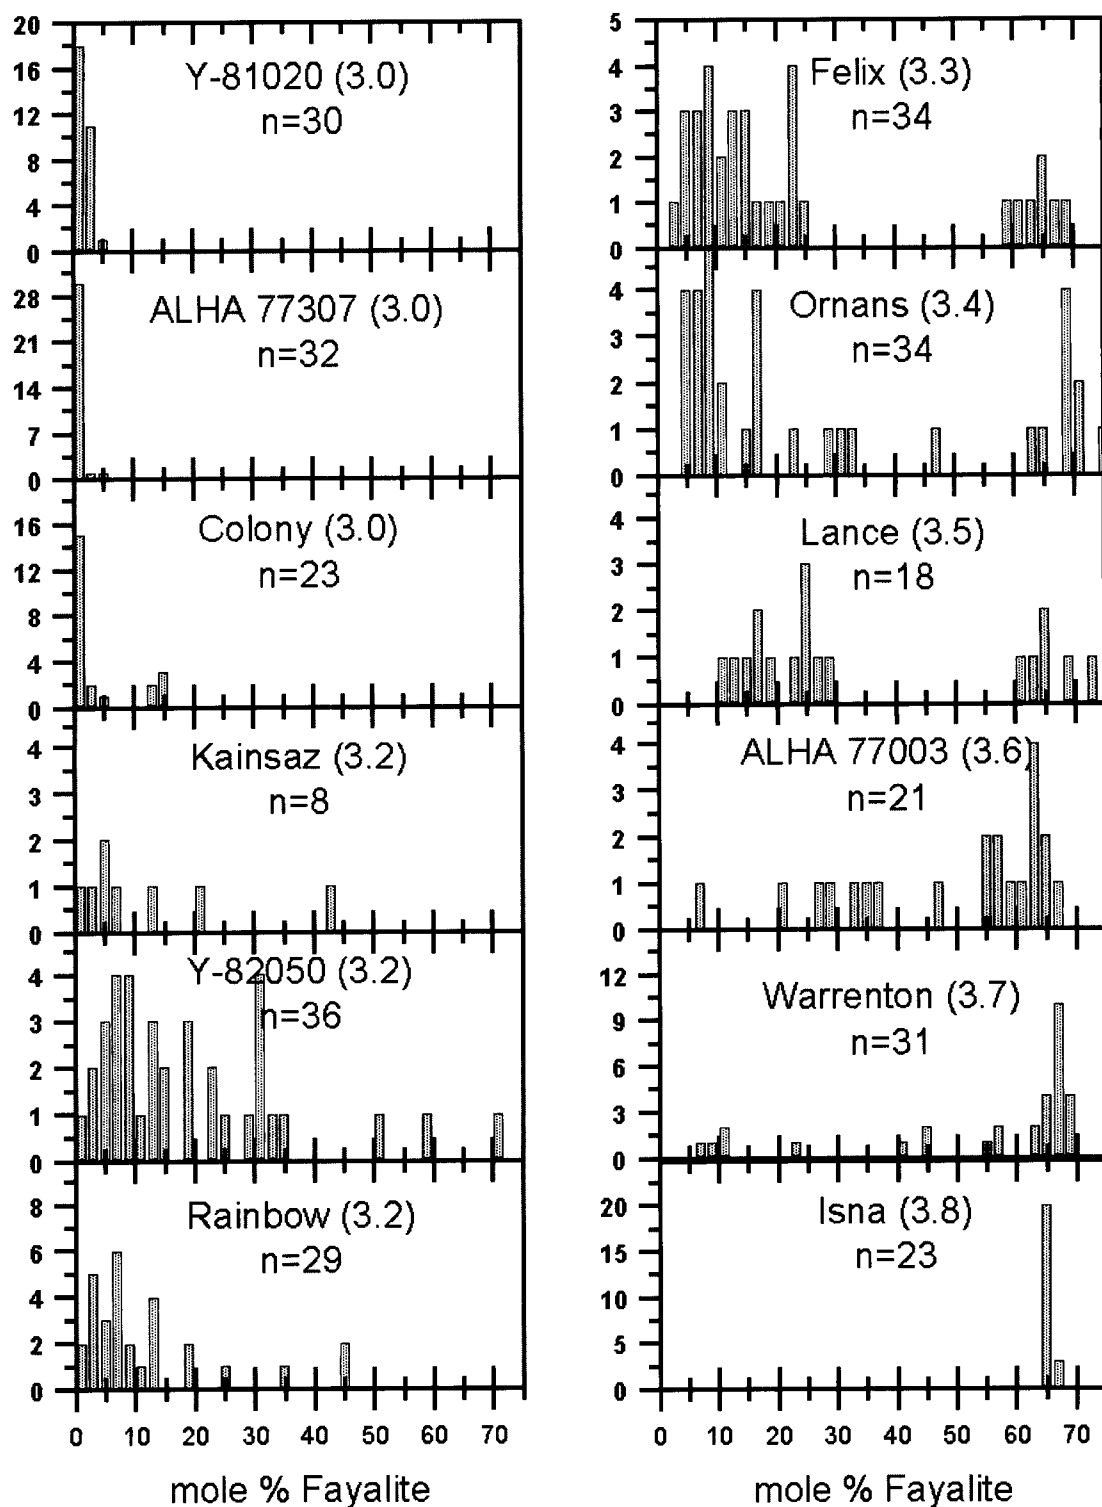 20
16
12
8
4
0
Y-81020 (3.0)
n=30
28
21
14
7
0
ALHA 77307 (3.0)
n=32
16
12
8
4
0
Colony (3.0)
n=23
4
3
2
1
0
Kainsaz (3.2)
n=8
4
3
2
1
0
Y-82050 (3.2)
n=36
8
6
4
2
0
Rainbow (3.2)
n=29
0 10 20 30 40 50 60 70
mole % Fayalite
5
4
3
2
1
0
Felix (3.3)
n=34
4
3
2
1
0
Ornans (3.4)
n=34
4
3
2
1
0
Lance (3.5)
n=18
4
3
2
1
0
ALHA 77003 (3.6)
n=21
12
9
6
3
0
Warrenton (3.7)
n=31
20
15
10
5
0
Isna (3.8)
n=23
0 10 20 30 40 50 60 70
mole % Fayalite